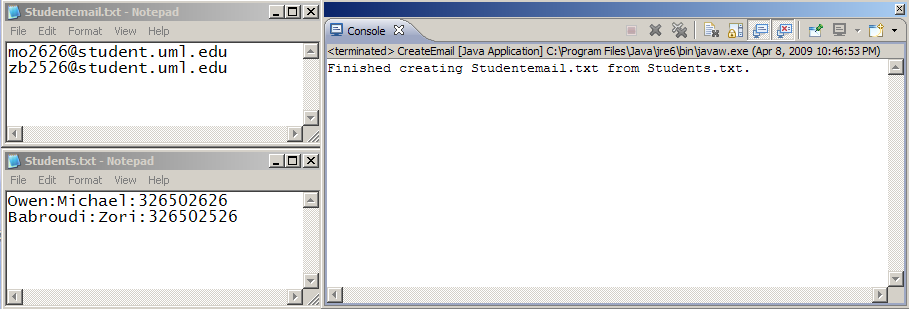 Studentemail.txt - Notepad
File Edit Format View Help
mo2626@student.uml.edu
zb2526@student.uml.edu
Students.txt - Notepad
File Edit Format View Help
Owen:Michael:326502626
Babroudi:Zori:326502526
Console
<terminated> CreateEmail [Java Application] C:\Program Files\Java\jre6\bin\javaw.exe (Apr 8, 2009 10:46:53 PM)
Finished creating Studentemail.txt from Students.txt.